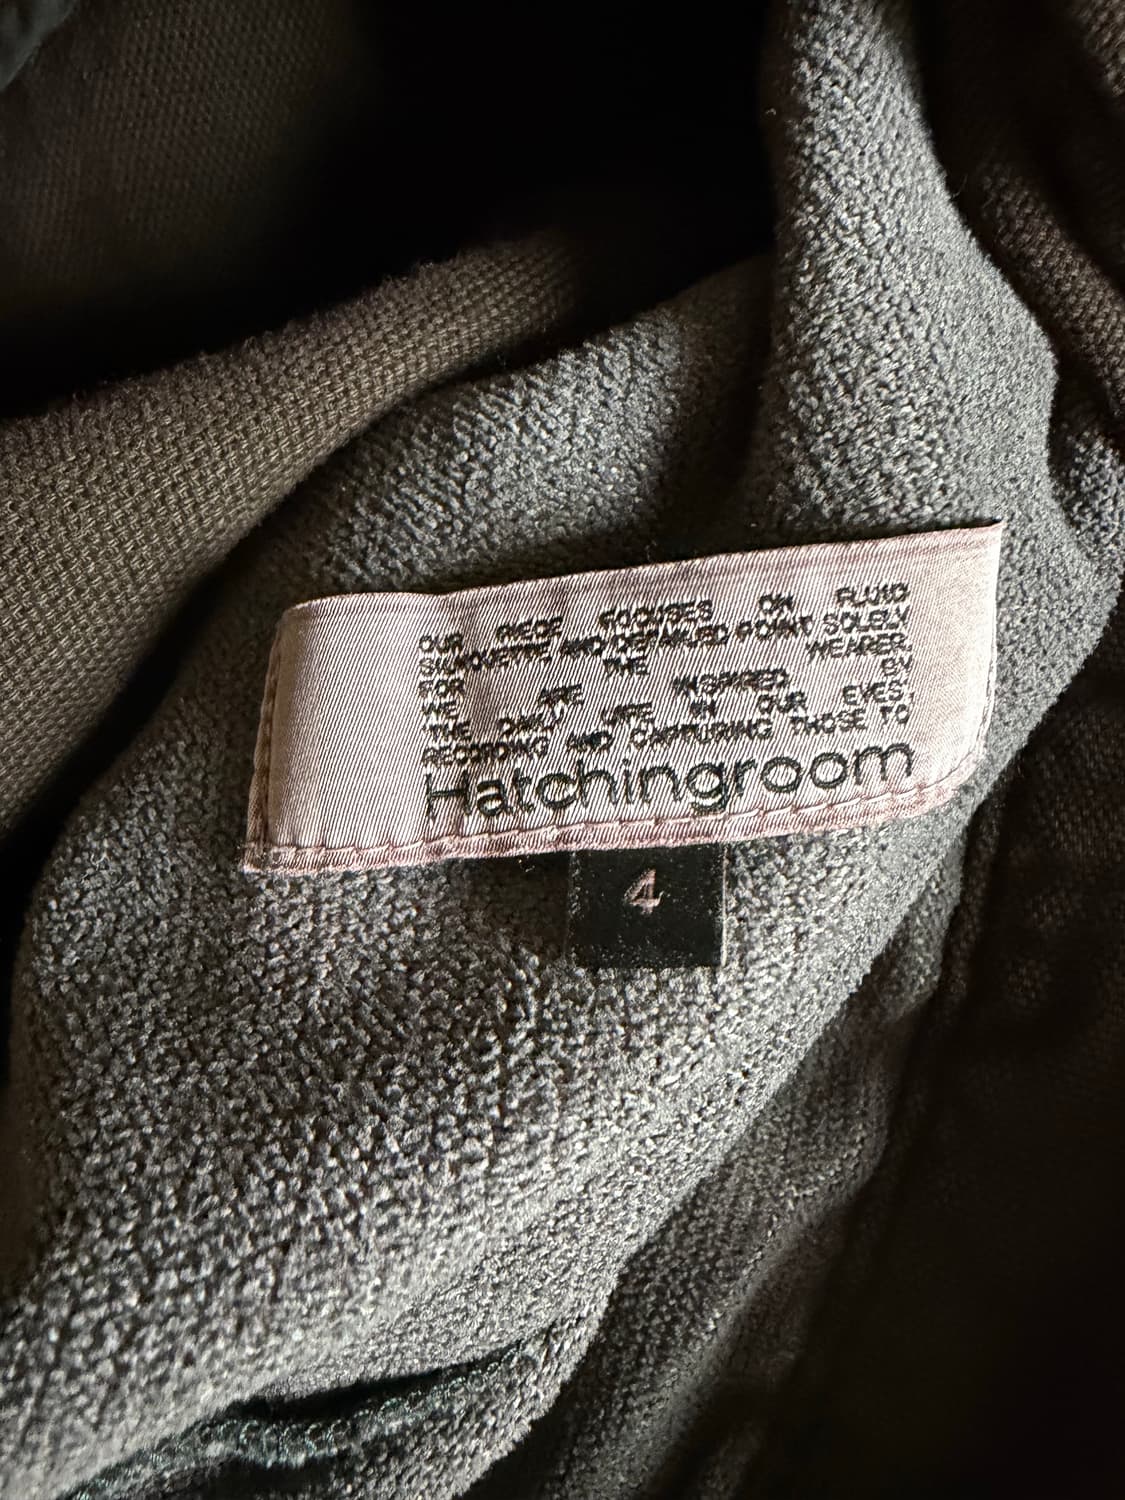 OUR PIECE FOCUSES ON FLUID
SILHOUETTE AND DETAILED POINT SOLELY
FOR THE WEARER.
WE ARE INSPIRED BY
THE DAILY LIFE IN OUR EYES,
RECORDING AND CAPTURING THOSE TO
Hatchingroom
4